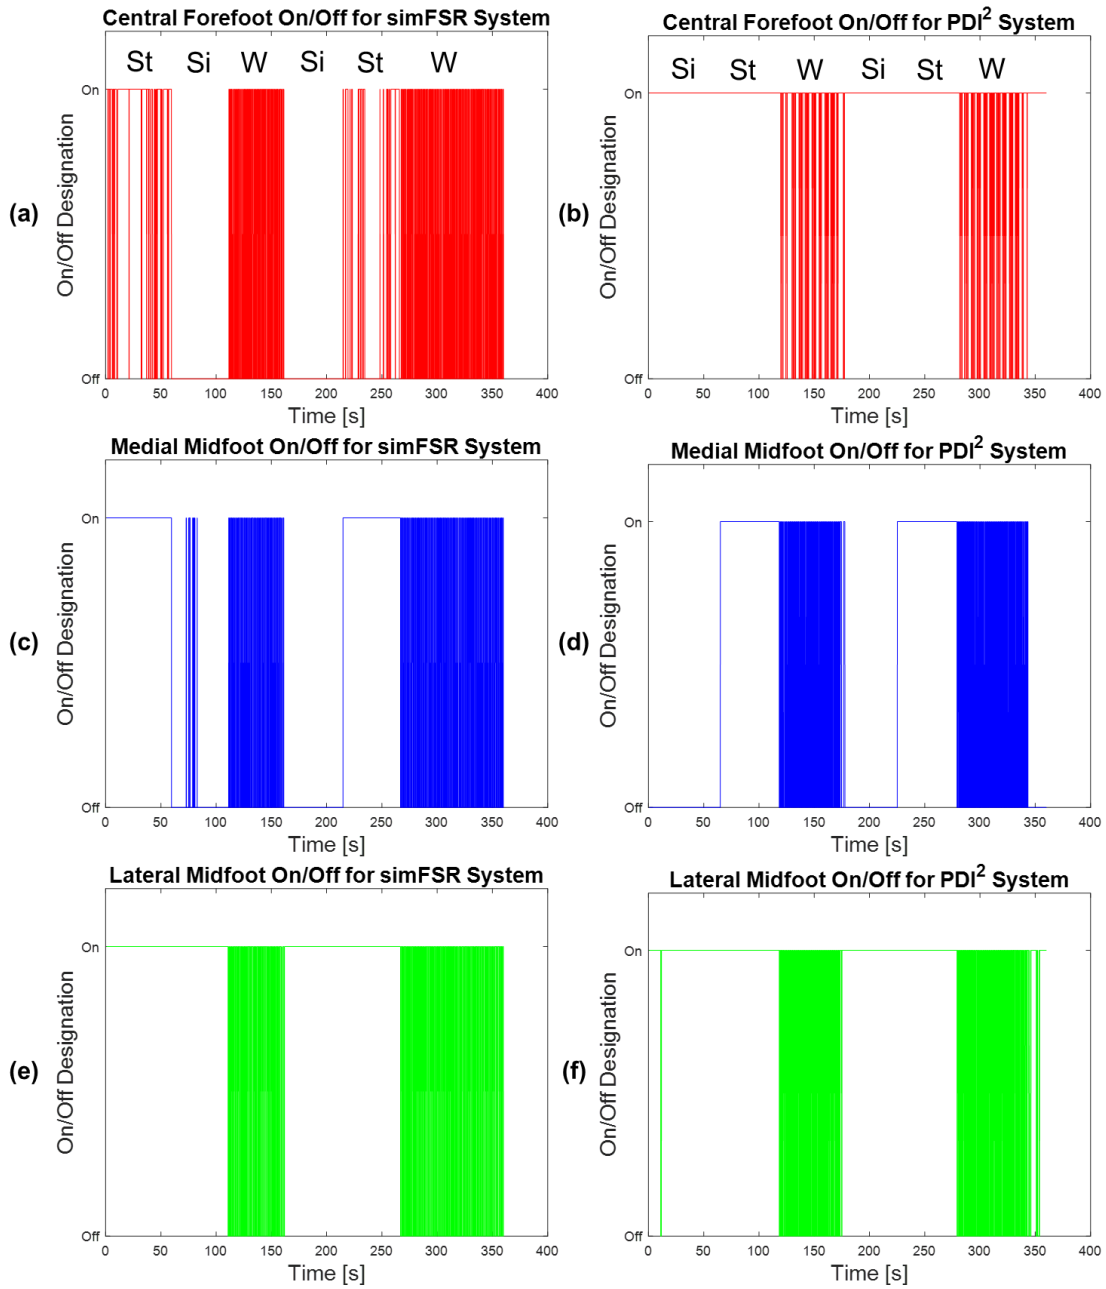 Central Forefoot On/Off for simFSR System
St Si W Si St W
On
Off
On/Off Designation
(a)
0 50 100 150 200 250 300 350 400
Time [s]
Central Forefoot On/Off for PDI² System
Si St W Si St W
On
Off
On/Off Designation
(b)
0 50 100 150 200 250 300 350 400
Time [s]
Medial Midfoot On/Off for simFSR System
On
Off
On/Off Designation
(c)
0 50 100 150 200 250 300 350 400
Time [s]
Medial Midfoot On/Off for PDI² System
On
Off
On/Off Designation
(d)
0 50 100 150 200 250 300 350 400
Time [s]
Lateral Midfoot On/Off for simFSR System
On
Off
On/Off Designation
(e)
0 50 100 150 200 250 300 350 400
Time [s]
Lateral Midfoot On/Off for PDI² System
On
Off
On/Off Designation
(f)
0 50 100 150 200 250 300 350 400
Time [s]